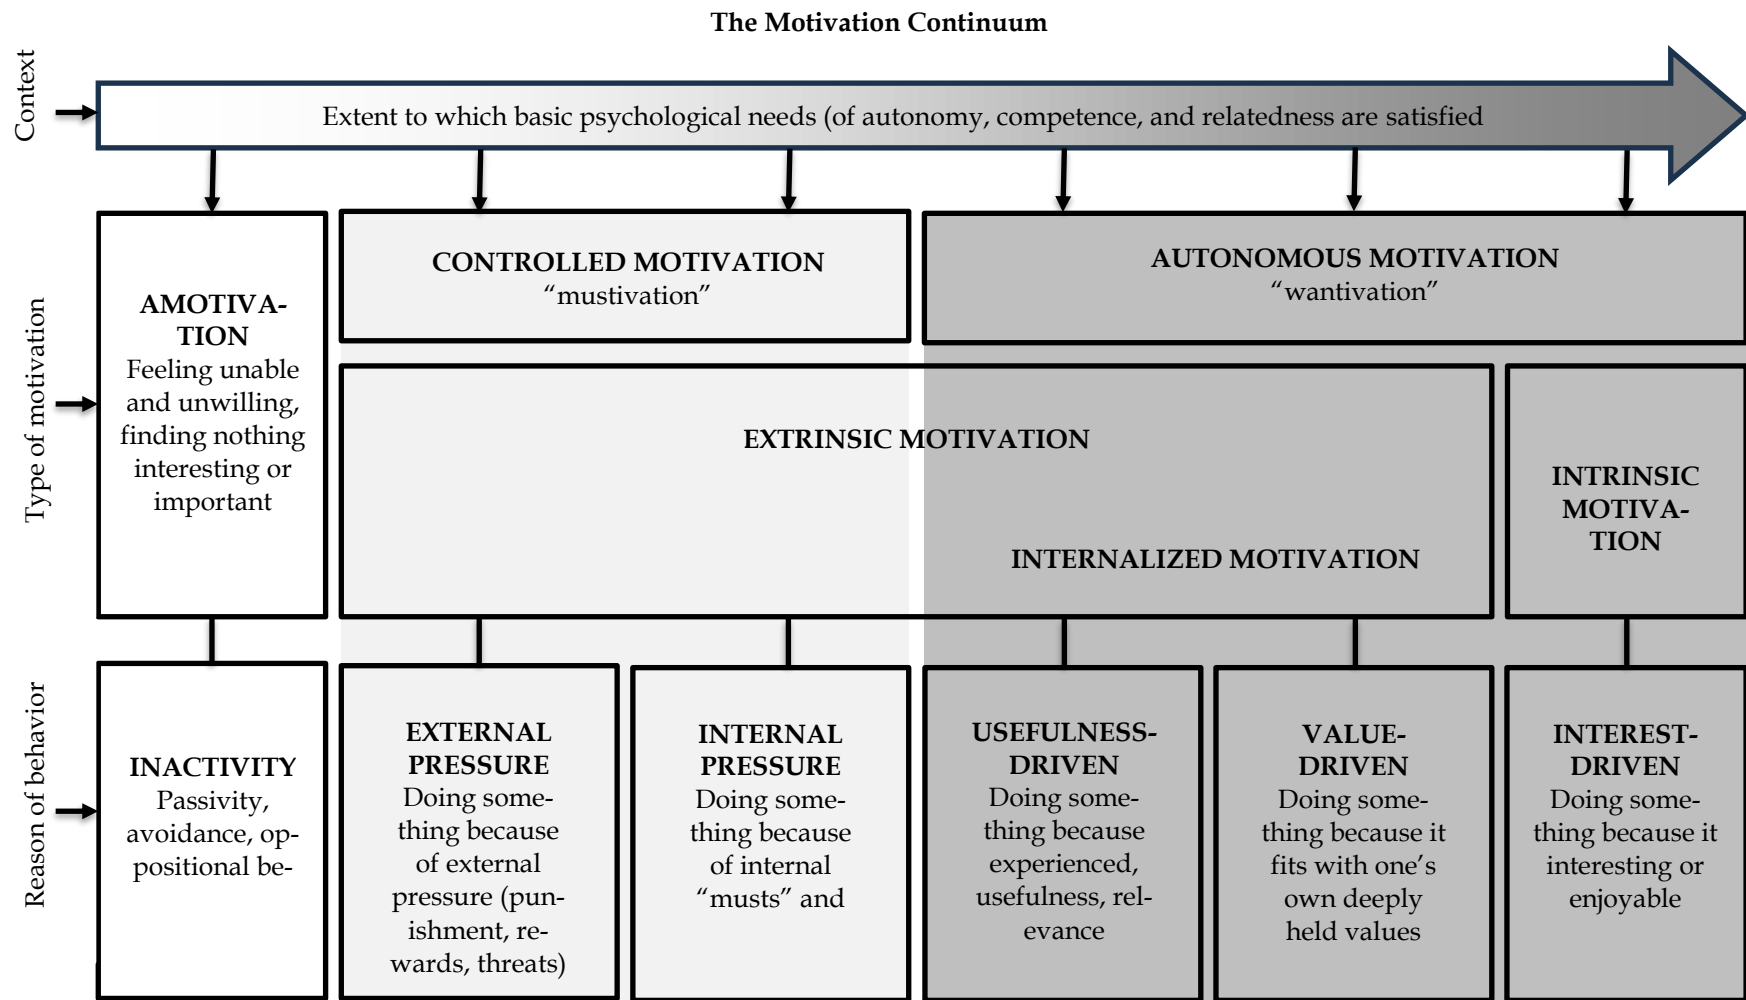 The Motivation Continuum
Context
Extent to which basic psychological needs (of autonomy, competence, and relatedness are satisfied
Type of motivation
AMOTIVA-
TION
Feeling unable
and unwilling,
finding nothing
interesting or
important
CONTROLLED MOTIVATION
“mustivation”
AUTONOMOUS MOTIVATION
“wantivation”
EXTRINSIC MOTIVATION
INTERNALIZED MOTIVATION
INTRINSIC
MOTIVA-
TION
Reason of behavior
INACTIVITY
Passivity,
avoidance, op-
positional be-
EXTERNAL
PRESSURE
Doing some-
thing because
of external
pressure (pun-
ishment, re-
wards, threats)
INTERNAL
PRESSURE
Doing some-
thing because
of internal
“musts” and
USEFULNESS-
DRIVEN
Doing some-
thing because
experienced,
usefulness, rel-
evance
VALUE-
DRIVEN
Doing some-
thing because it
fits with one’s
own deeply
held values
INTEREST-
DRIVEN
Doing some-
thing because it
interesting or
enjoyable